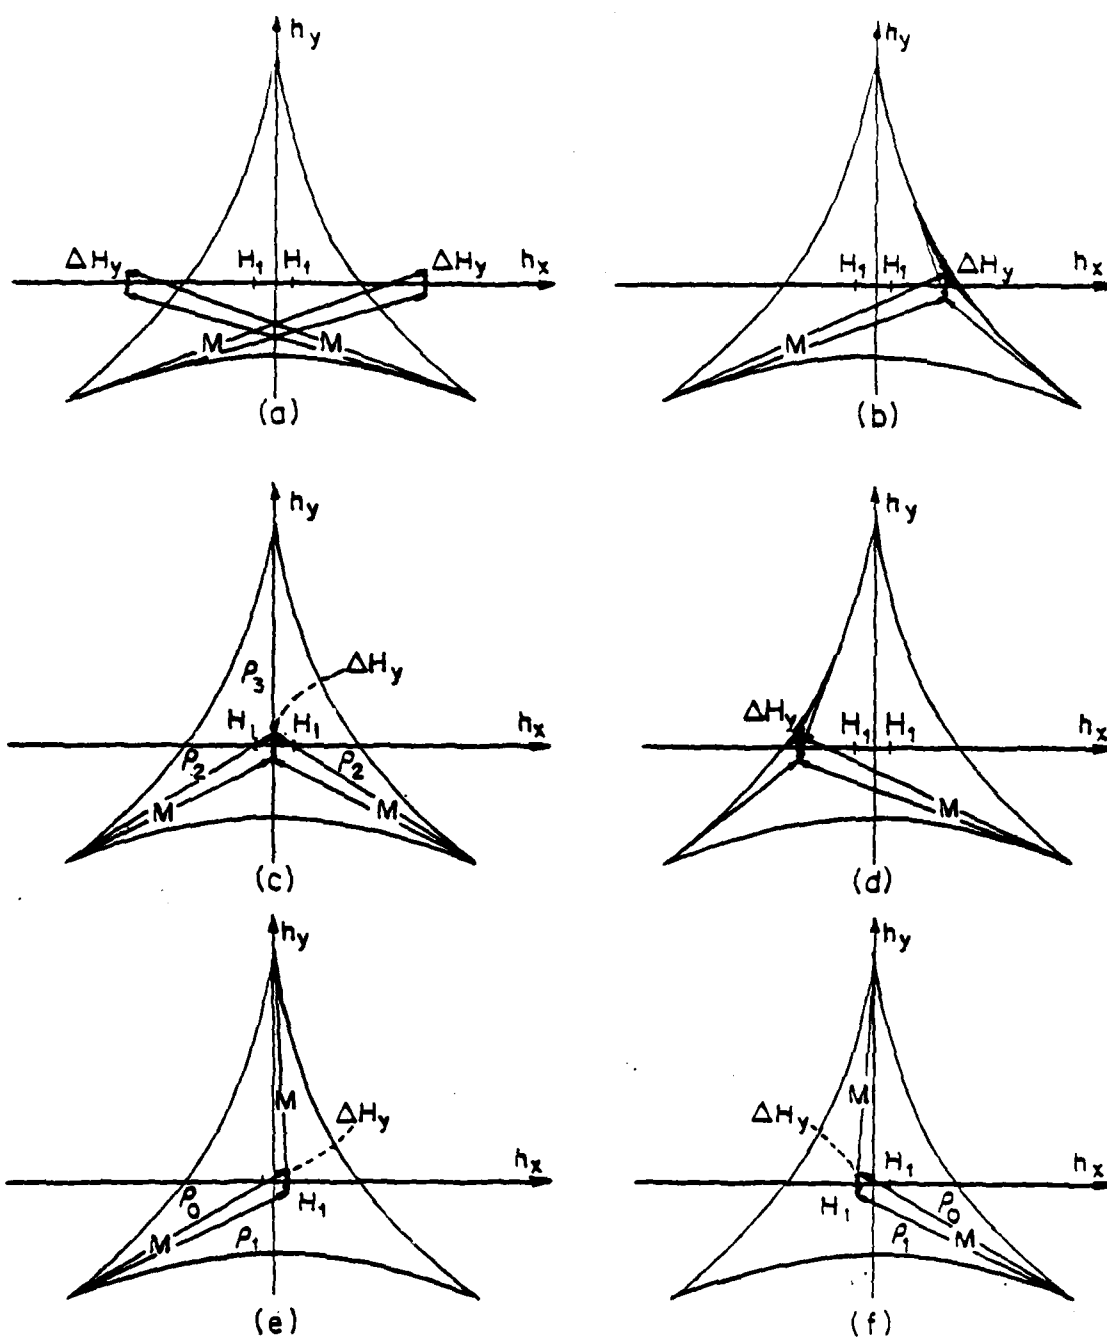 h_y
ΔH_y H_1 H_1 ΔH_y h_x
M M
(a)
h_y
H_1 H_1 ΔH_y h_x
M
(b)
h_y
ρ_3 ΔH_y
H_1 H_1 h_x
ρ_2 ρ_2
M M
(c)
h_y
ΔH_y H_1 H_1 h_x
M
(d)
h_y
M ΔH_y
h_x
ρ_0 H_1
M ρ_1
(e)
h_y
ΔH_y M
H_1 h_x
H_1 ρ_0
ρ_1 M
(f)